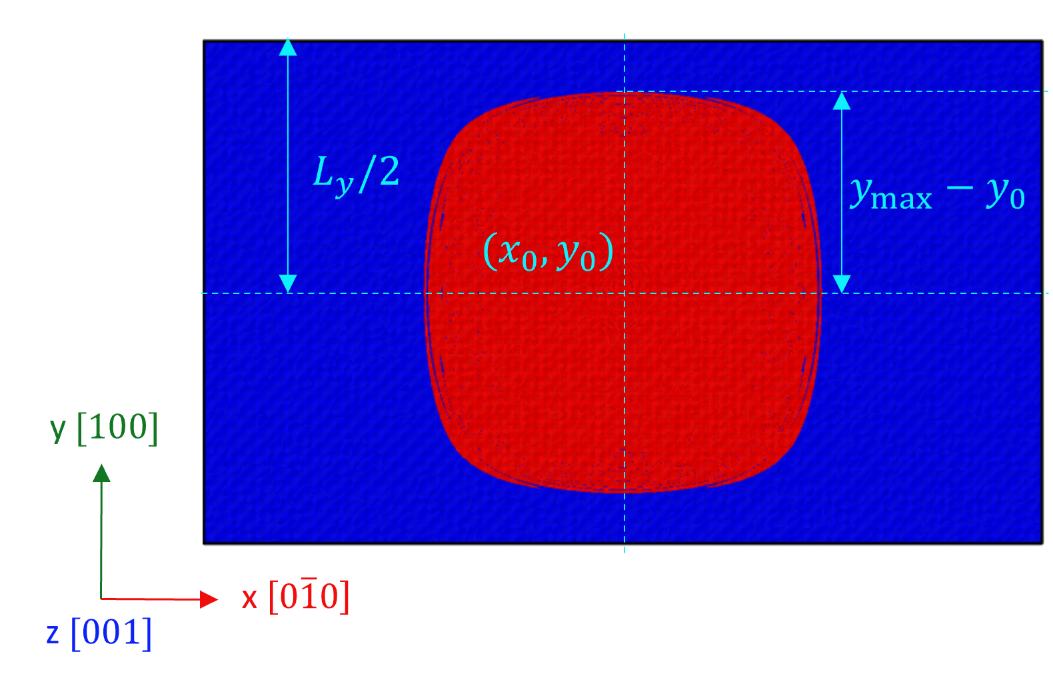 L_y/2
y_max − y_0
(x_0, y_0)
y [100]
x [01̄0]
z [001]